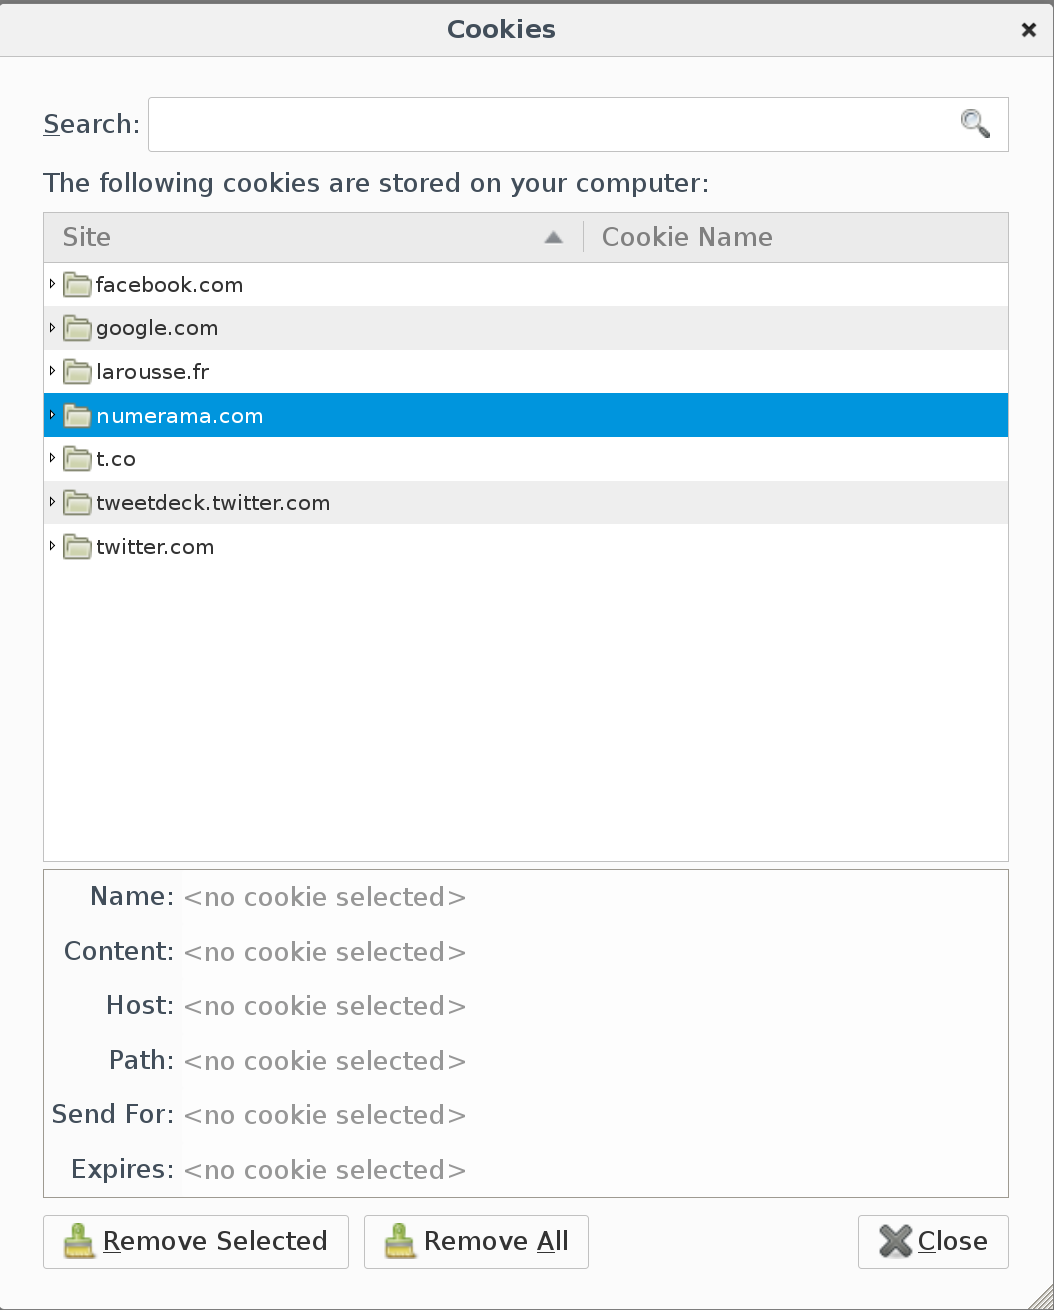 Cookies
Search:
The following cookies are stored on your computer:
Site Cookie Name
facebook.com
google.com
larousse.fr
numerama.com
t.co
tweetdeck.twitter.com
twitter.com
Name: <no cookie selected>
Content: <no cookie selected>
Host: <no cookie selected>
Path: <no cookie selected>
Send For: <no cookie selected>
Expires: <no cookie selected>
Remove Selected Remove All Close